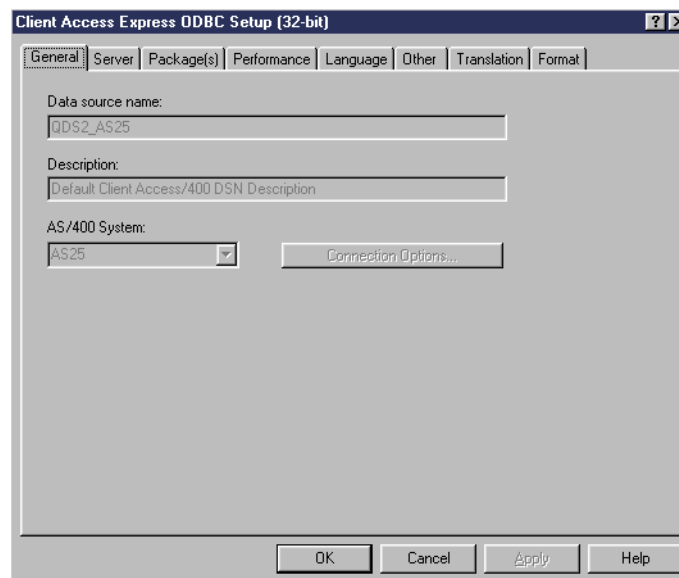 Client Access Express ODBC Setup (32-bit)
General Server Package(s) Performance Language Other Translation Format
Data source name:
QDS2_AS25
Description:
Default Client Access/400 DSN Description
AS/400 System:
AS25 Connection Options...
OK Cancel Apply Help